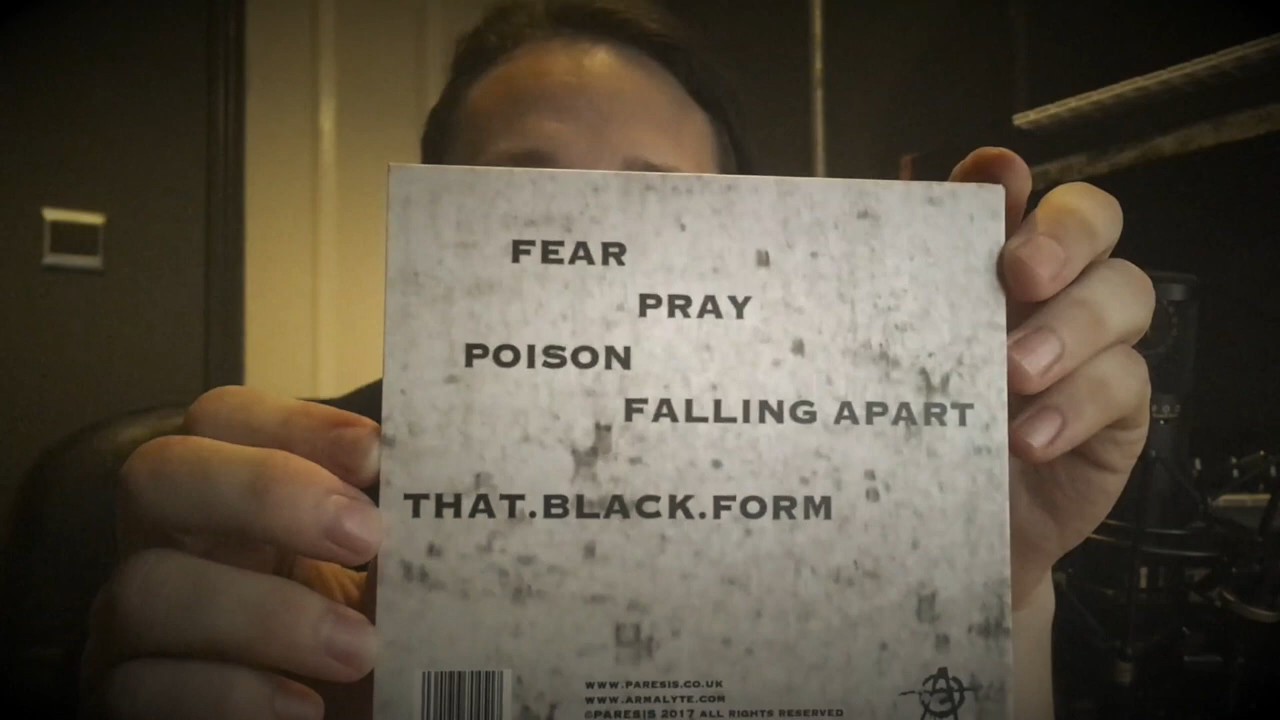 FEAR
PRAY
POISON
FALLING APART
THAT.BLACK.FORM
WWW.PARESIS.CO.UK
WWW.ARMALYTE.COM
©PARESIS 2017 ALL RIGHTS RESERVED